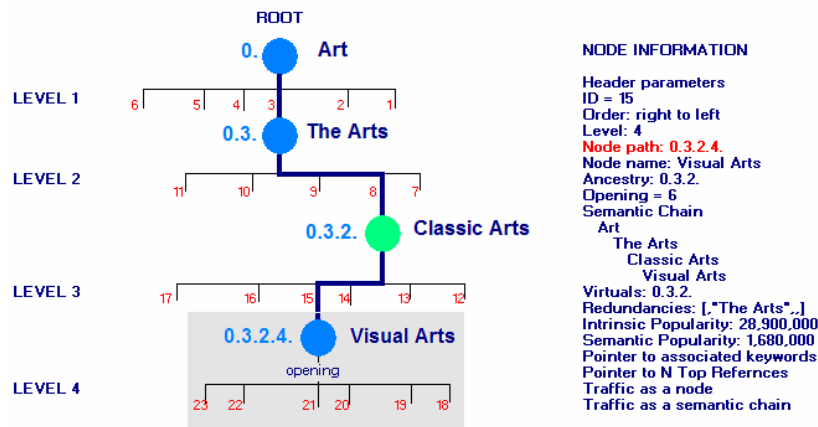 ROOT
0. Art
LEVEL 1
6 5 4 3 2 1
0.3. The Arts
LEVEL 2
11 10 9 8 7
0.3.2. Classic Arts
LEVEL 3
17 16 15 14 13 12
0.3.2.4. Visual Arts
opening
LEVEL 4
23 22 21 20 19 18
NODE INFORMATION
Header parameters
ID = 15
Order: right to left
Level: 4
Node path: 0.3.2.4.
Node name: Visual Arts
Ancestry: 0.3.2.
Opening = 6
Semantic Chain
Art
The Arts
Classic Arts
Visual Arts
Virtuals: 0.3.2.
Redundancies: [,"The Arts",,]
Intrinsic Popularity: 28,900,000
Semantic Popularity: 1,680,000
Pointer to associated keywords
Pointer to N Top Refernces
Traffic as a node
Traffic as a semantic chain